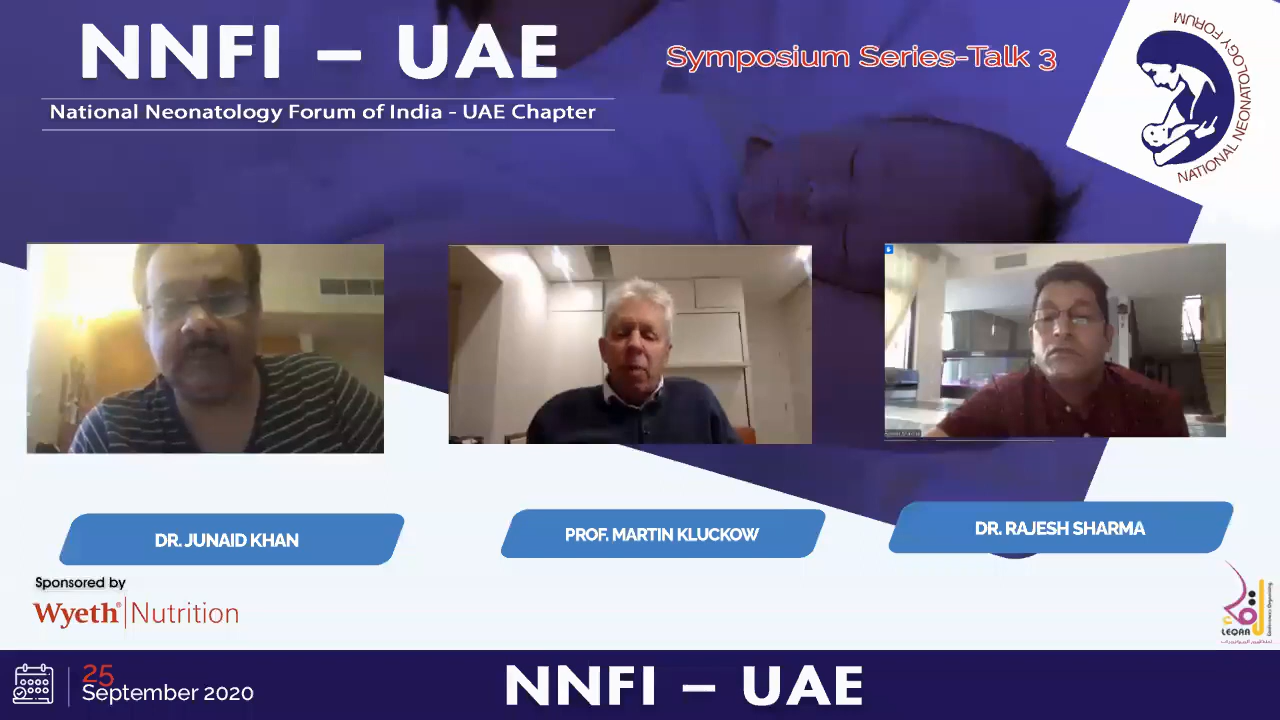 NNFI – UAE
Symposium Series-Talk 3
National Neonatology Forum of India - UAE Chapter
NATIONAL NEONATOLOGY FORUM
DR. JUNAID KHAN
PROF. MARTIN KLUCKOW
DR. RAJESH SHARMA
Sponsored by
Wyeth® Nutrition
LEQAA
25
September 2020
NNFI – UAE